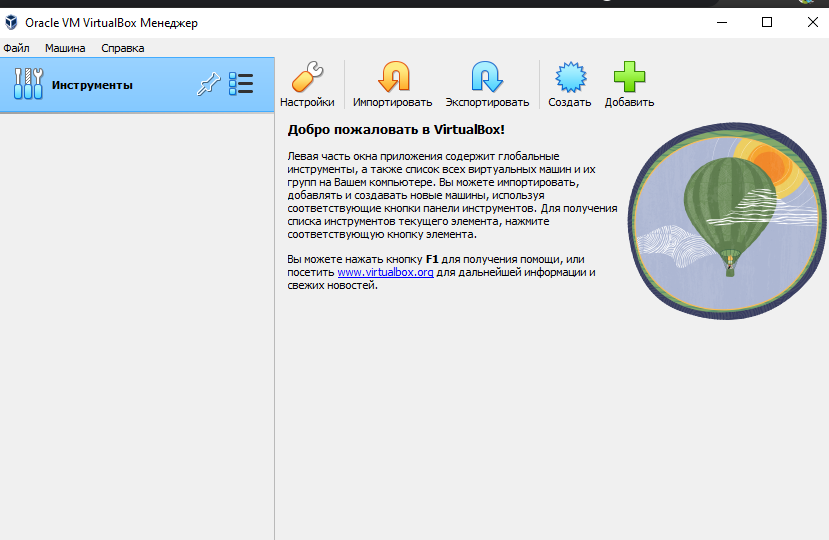 Oracle VM VirtualBox Менеджер
Файл Машина Справка
Инструменты
Настройки Импортировать Экспортировать Создать Добавить
Добро пожаловать в VirtualBox!
Левая часть окна приложения содержит глобальные
инструменты, а также список всех виртуальных машин и их
групп на Вашем компьютере. Вы можете импортировать,
добавлять и создавать новые машины, используя
соответствующие кнопки панели инструментов. Для получения
списка инструментов текущего элемента, нажмите
соответствующую кнопку элемента.
Вы можете нажать кнопку F1 для получения помощи, или
посетить www.virtualbox.org для дальнейшей информации и
свежих новостей.